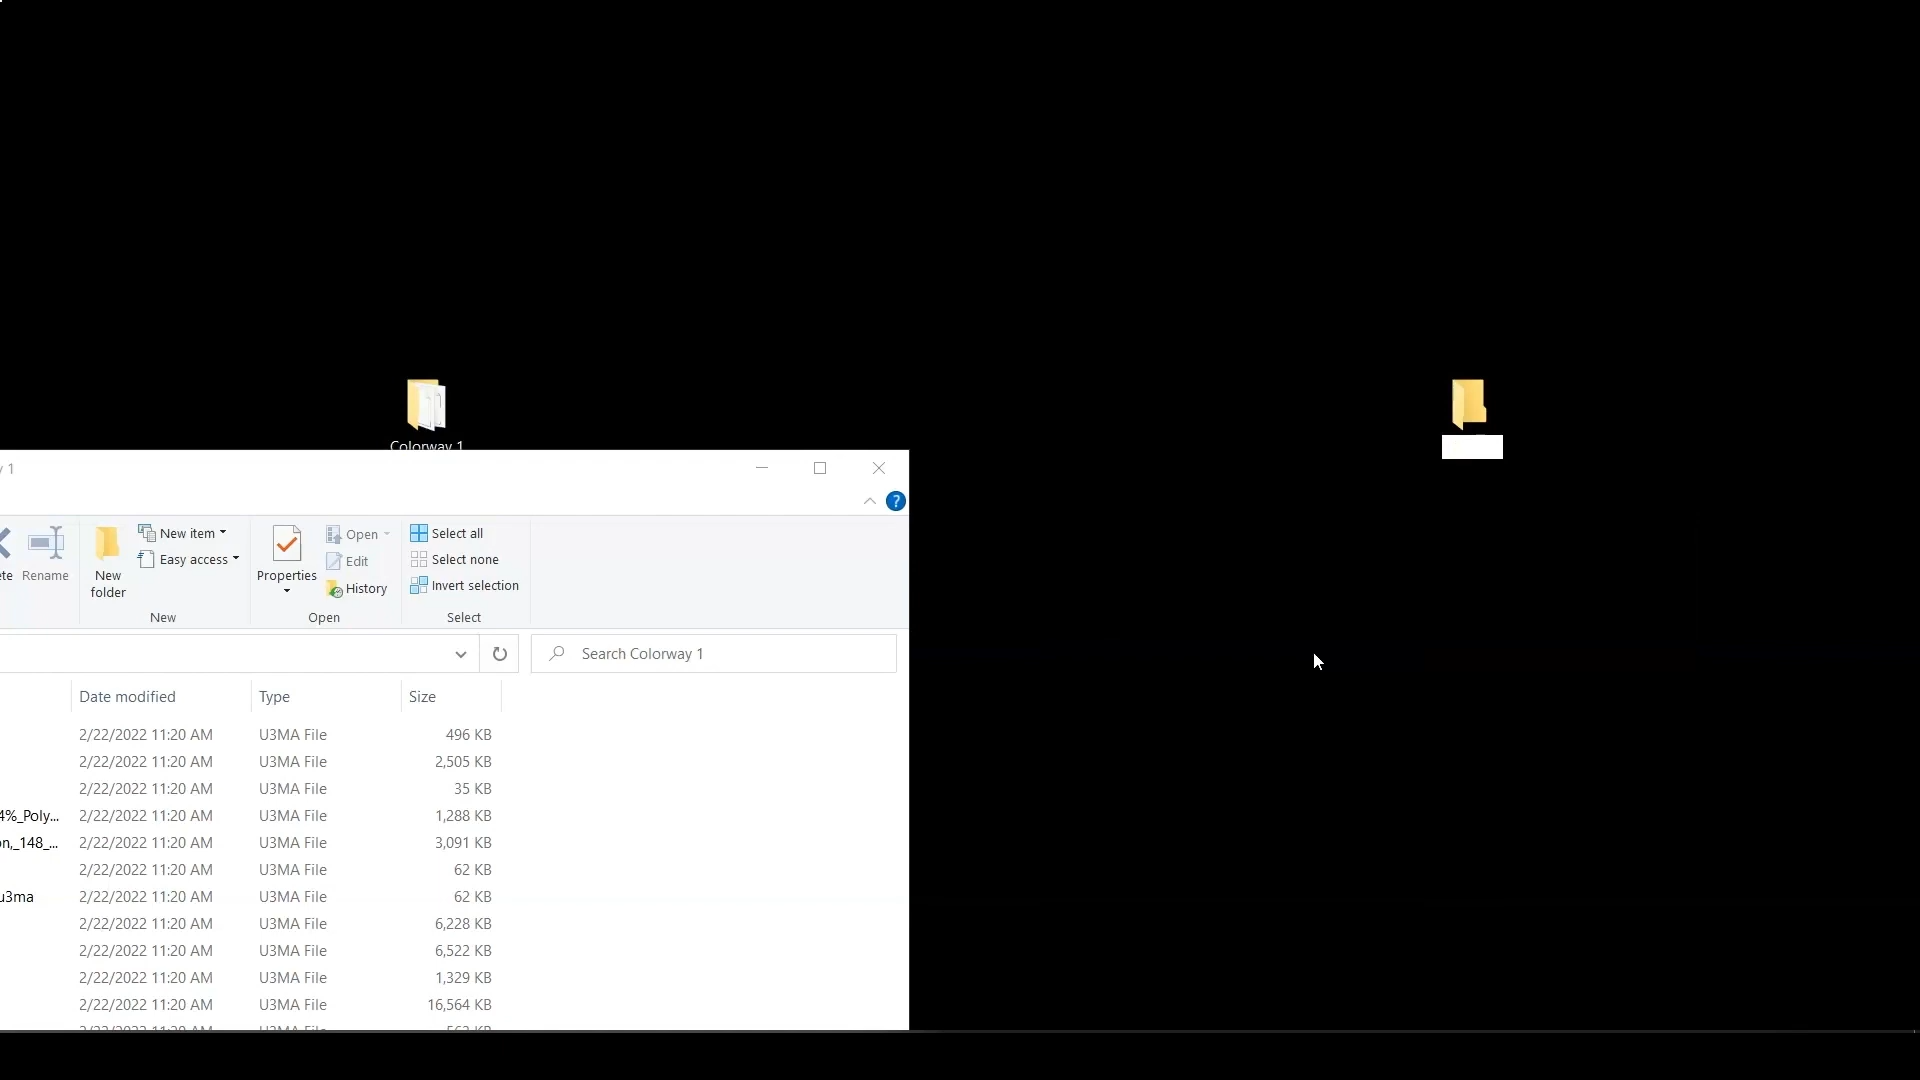 Colorway 1
y 1
?
New item
Easy access
Open
Edit
History
Select all
Select none
Invert selection
ete
Rename
New
folder
Properties
New
Open
Select
Search Colorway 1
Date modified Type Size
2/22/2022 11:20 AM U3MA File 496 KB
2/22/2022 11:20 AM U3MA File 2,505 KB
2/22/2022 11:20 AM U3MA File 35 KB
4%_Poly... 2/22/2022 11:20 AM U3MA File 1,288 KB
on,_148_... 2/22/2022 11:20 AM U3MA File 3,091 KB
2/22/2022 11:20 AM U3MA File 62 KB
u3ma 2/22/2022 11:20 AM U3MA File 62 KB
2/22/2022 11:20 AM U3MA File 6,228 KB
2/22/2022 11:20 AM U3MA File 6,522 KB
2/22/2022 11:20 AM U3MA File 1,329 KB
2/22/2022 11:20 AM U3MA File 16,564 KB